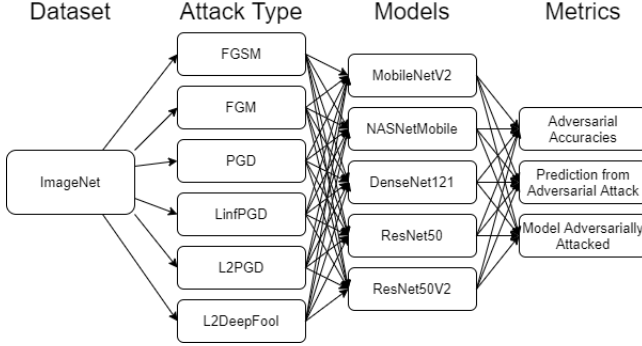 Dataset
Attack Type
Models
Metrics
ImageNet
FGSM
FGM
PGD
LinfPGD
L2PGD
L2DeepFool
MobileNetV2
NASNetMobile
DenseNet121
ResNet50
ResNet50V2
Adversarial
Accuracies
Prediction from
Adversarial Attack
Model Adversarially
Attacked